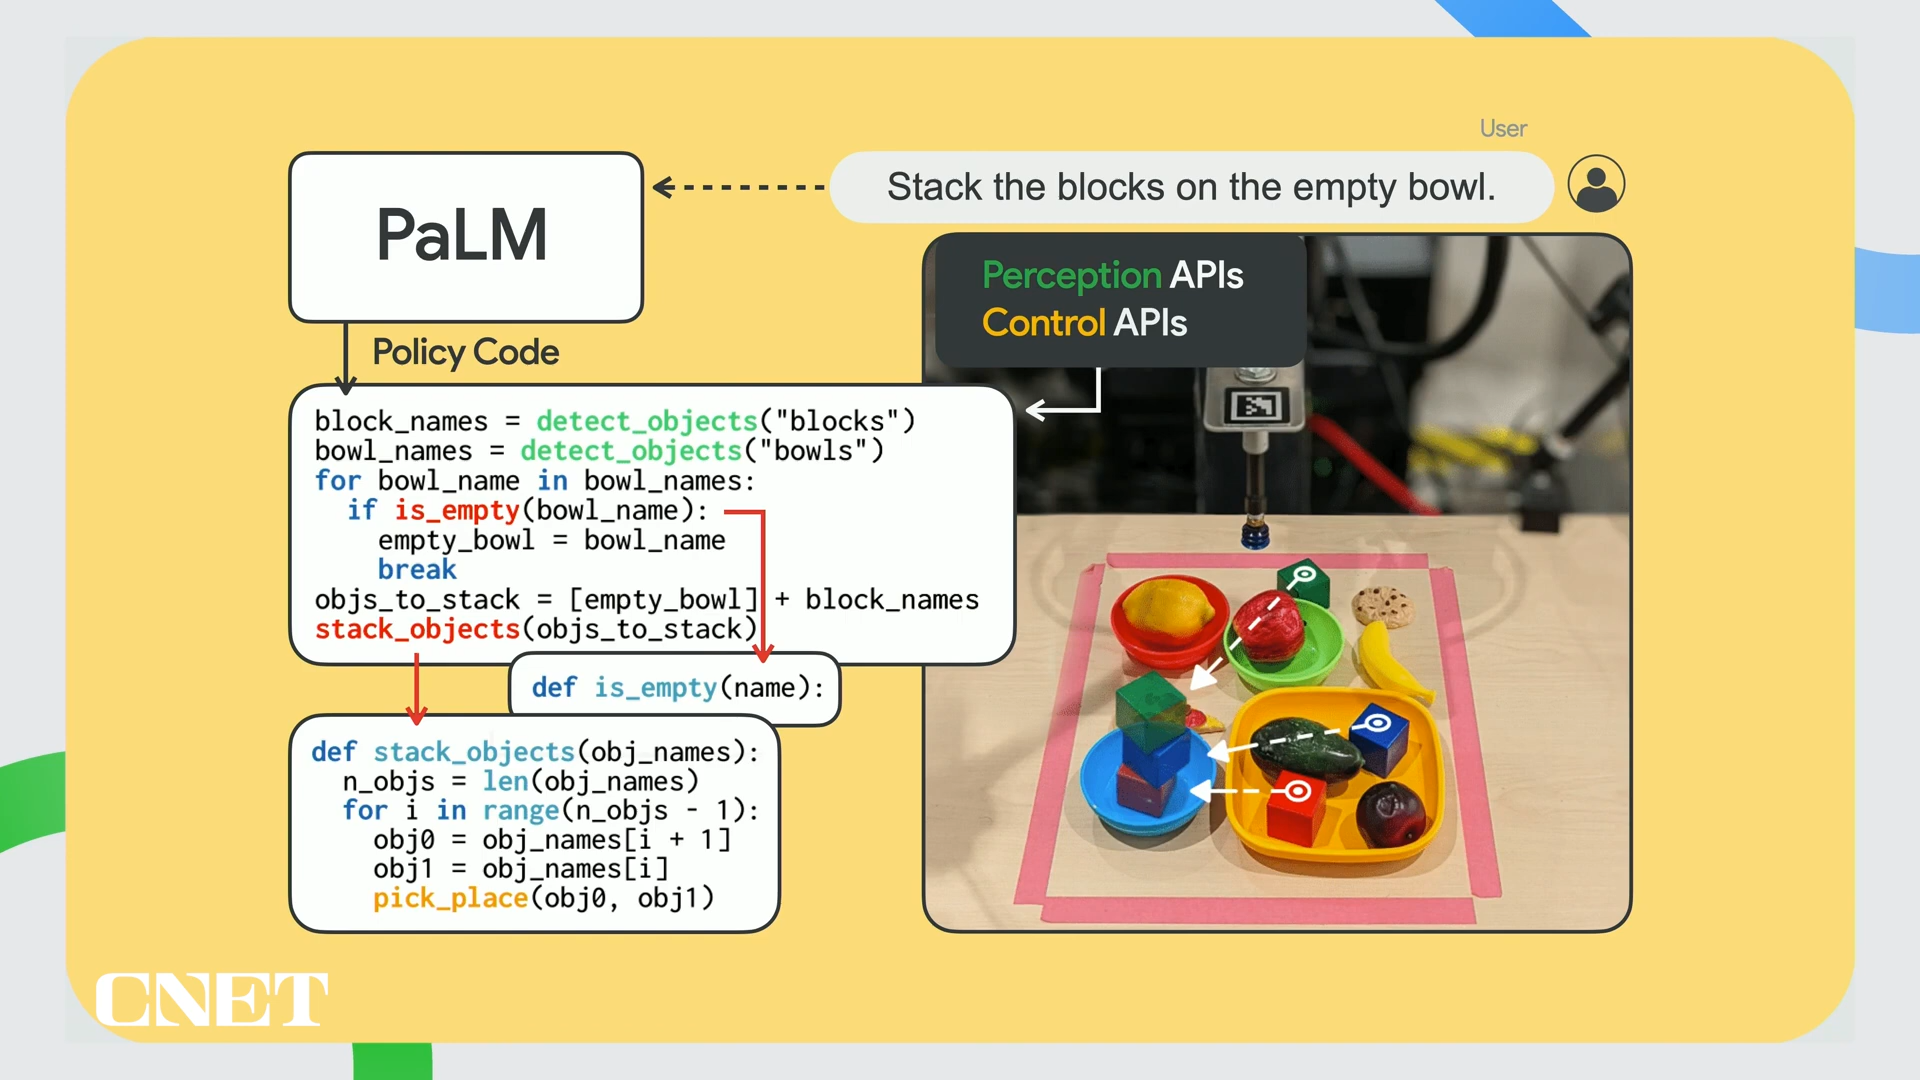 User
Stack the blocks on the empty bowl.
PaLM
Perception APIs
Control APIs
Policy Code
block_names = detect_objects("blocks")
bowl_names = detect_objects("bowls")
for bowl_name in bowl_names:
  if is_empty(bowl_name):
    empty_bowl = bowl_name
    break
objs_to_stack = [empty_bowl] + block_names
stack_objects(objs_to_stack)
def is_empty(name):
def stack_objects(obj_names):
  n_objs = len(obj_names)
  for i in range(n_objs - 1):
    obj0 = obj_names[i + 1]
    obj1 = obj_names[i]
    pick_place(obj0, obj1)
CNET